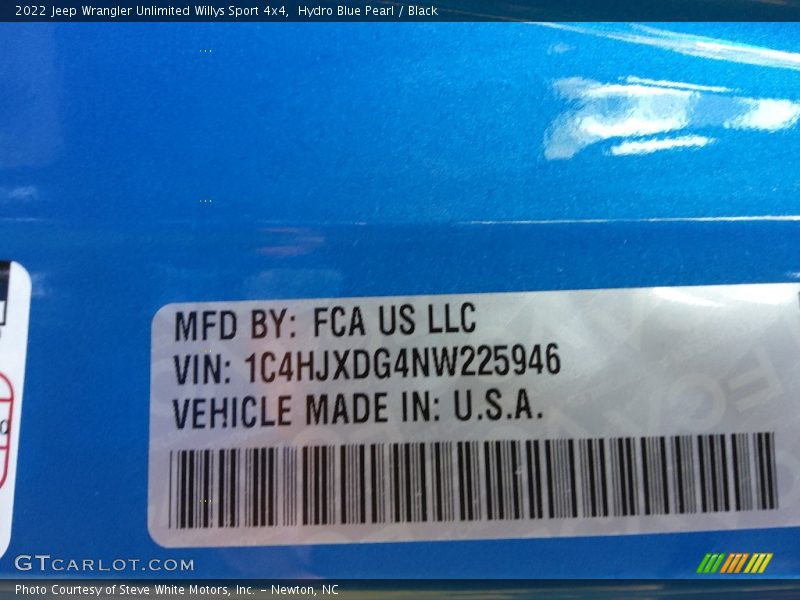 2022 Jeep Wrangler Unlimited Willys Sport 4x4,  Hydro Blue Pearl / Black
MFD BY: FCA US LLC
VIN: 1C4HJXDG4NW225946
VEHICLE MADE IN: U.S.A.
GTCARLOT.COM
Photo Courtesy of Steve White Motors, Inc. – Newton, NC